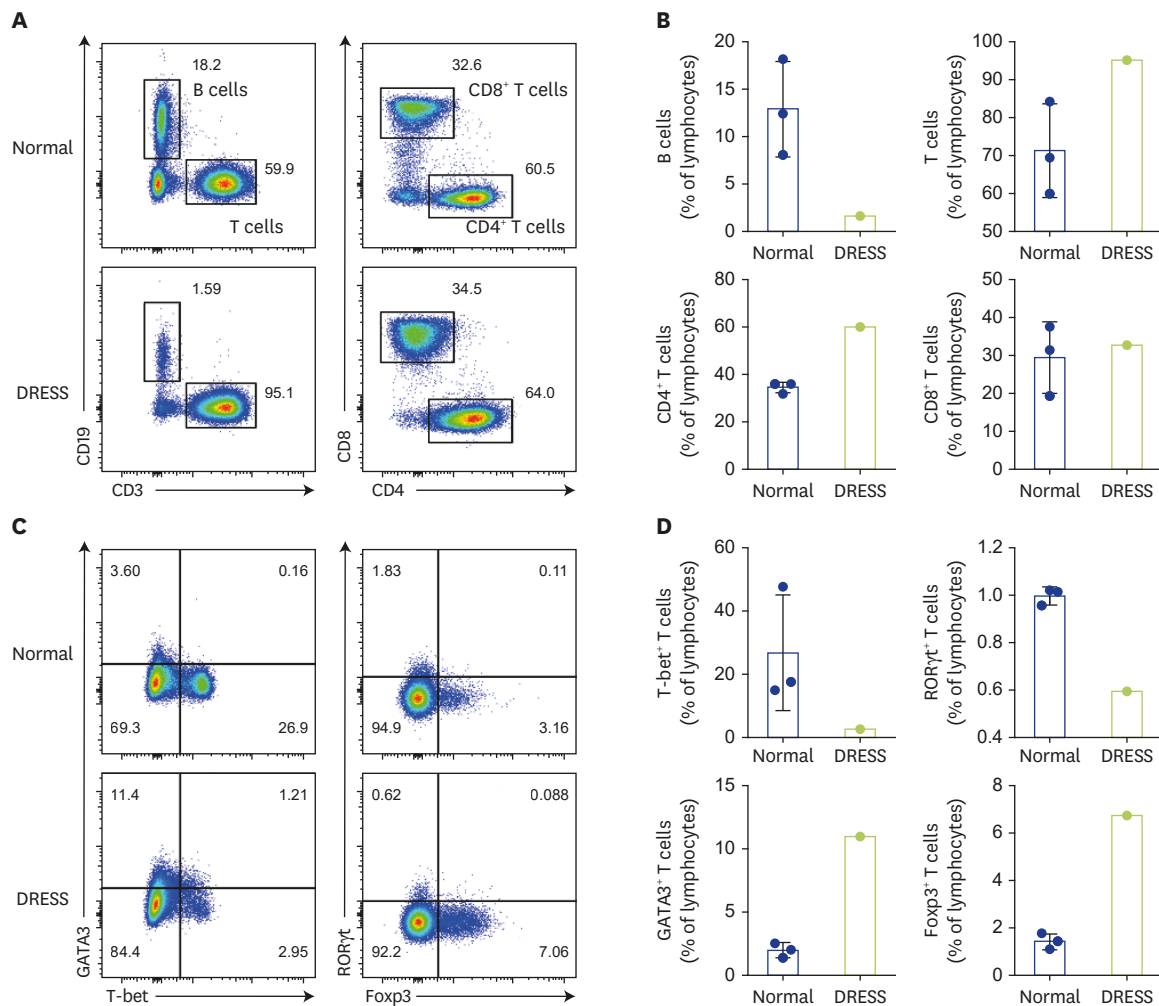 A
Normal
18.2
B cells
59.9
T cells
32.6
CD8⁺ T cells
60.5
CD4⁺ T cells
DRESS
1.59
95.1
34.5
64.0
CD19
CD3
CD8
CD4
B
20
15
10
5
0
B cells
(% of lymphocytes)
Normal
DRESS
100
90
80
70
60
50
T cells
(% of lymphocytes)
Normal
DRESS
80
60
40
20
0
CD4⁺ T cells
(% of lymphocytes)
Normal
DRESS
50
40
30
20
10
0
CD8⁺ T cells
(% of lymphocytes)
Normal
DRESS
C
Normal
3.60
0.16
69.3
26.9
1.83
0.11
94.9
3.16
DRESS
11.4
1.21
84.4
2.95
0.62
0.088
92.2
7.06
GATA3
T-bet
RORγt
Foxp3
D
60
40
20
0
T-bet⁺ T cells
(% of lymphocytes)
Normal
DRESS
1.2
1.0
0.8
0.6
0.4
RORγt⁺ T cells
(% of lymphocytes)
Normal
DRESS
15
10
5
0
GATA3⁺ T cells
(% of lymphocytes)
Normal
DRESS
8
6
4
2
0
Foxp3⁺ T cells
(% of lymphocytes)
Normal
DRESS